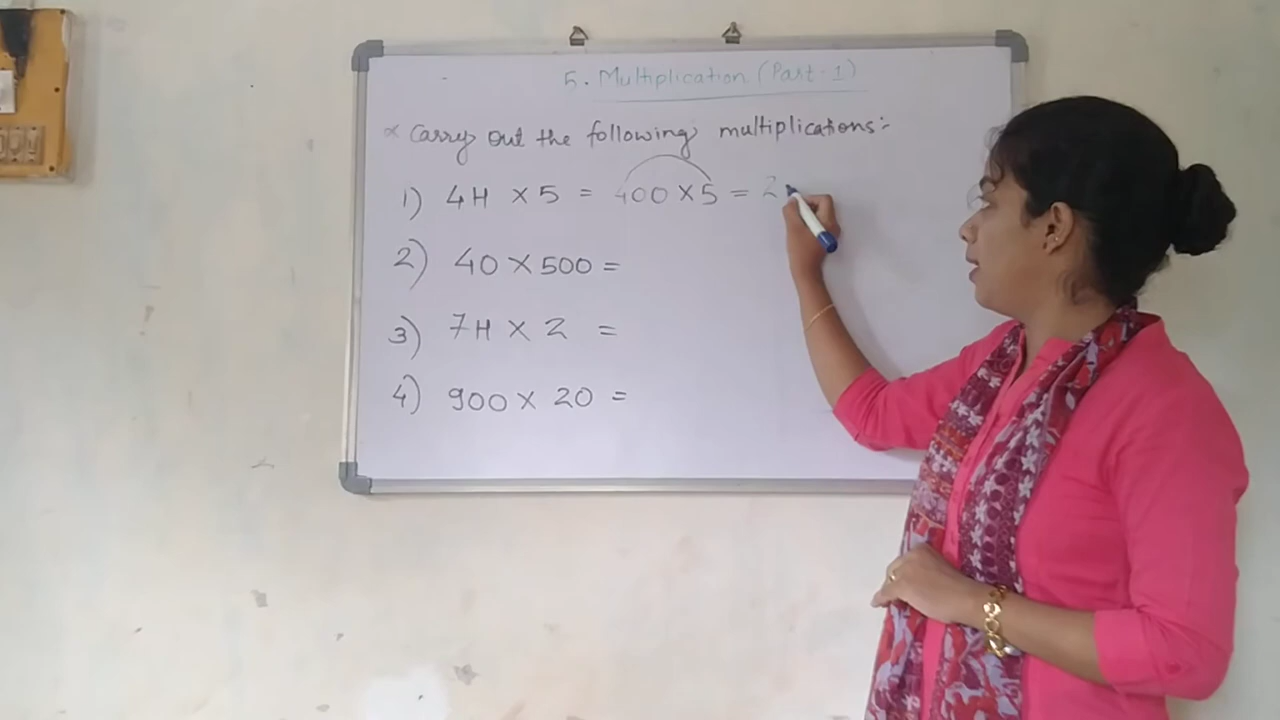 5. Multiplication (Part-1)
* Carry out the following multiplications:-
1) 4H × 5 = 400 × 5 = 2
2) 40 × 500 =
3) 7H × 2 =
4) 900 × 20 =